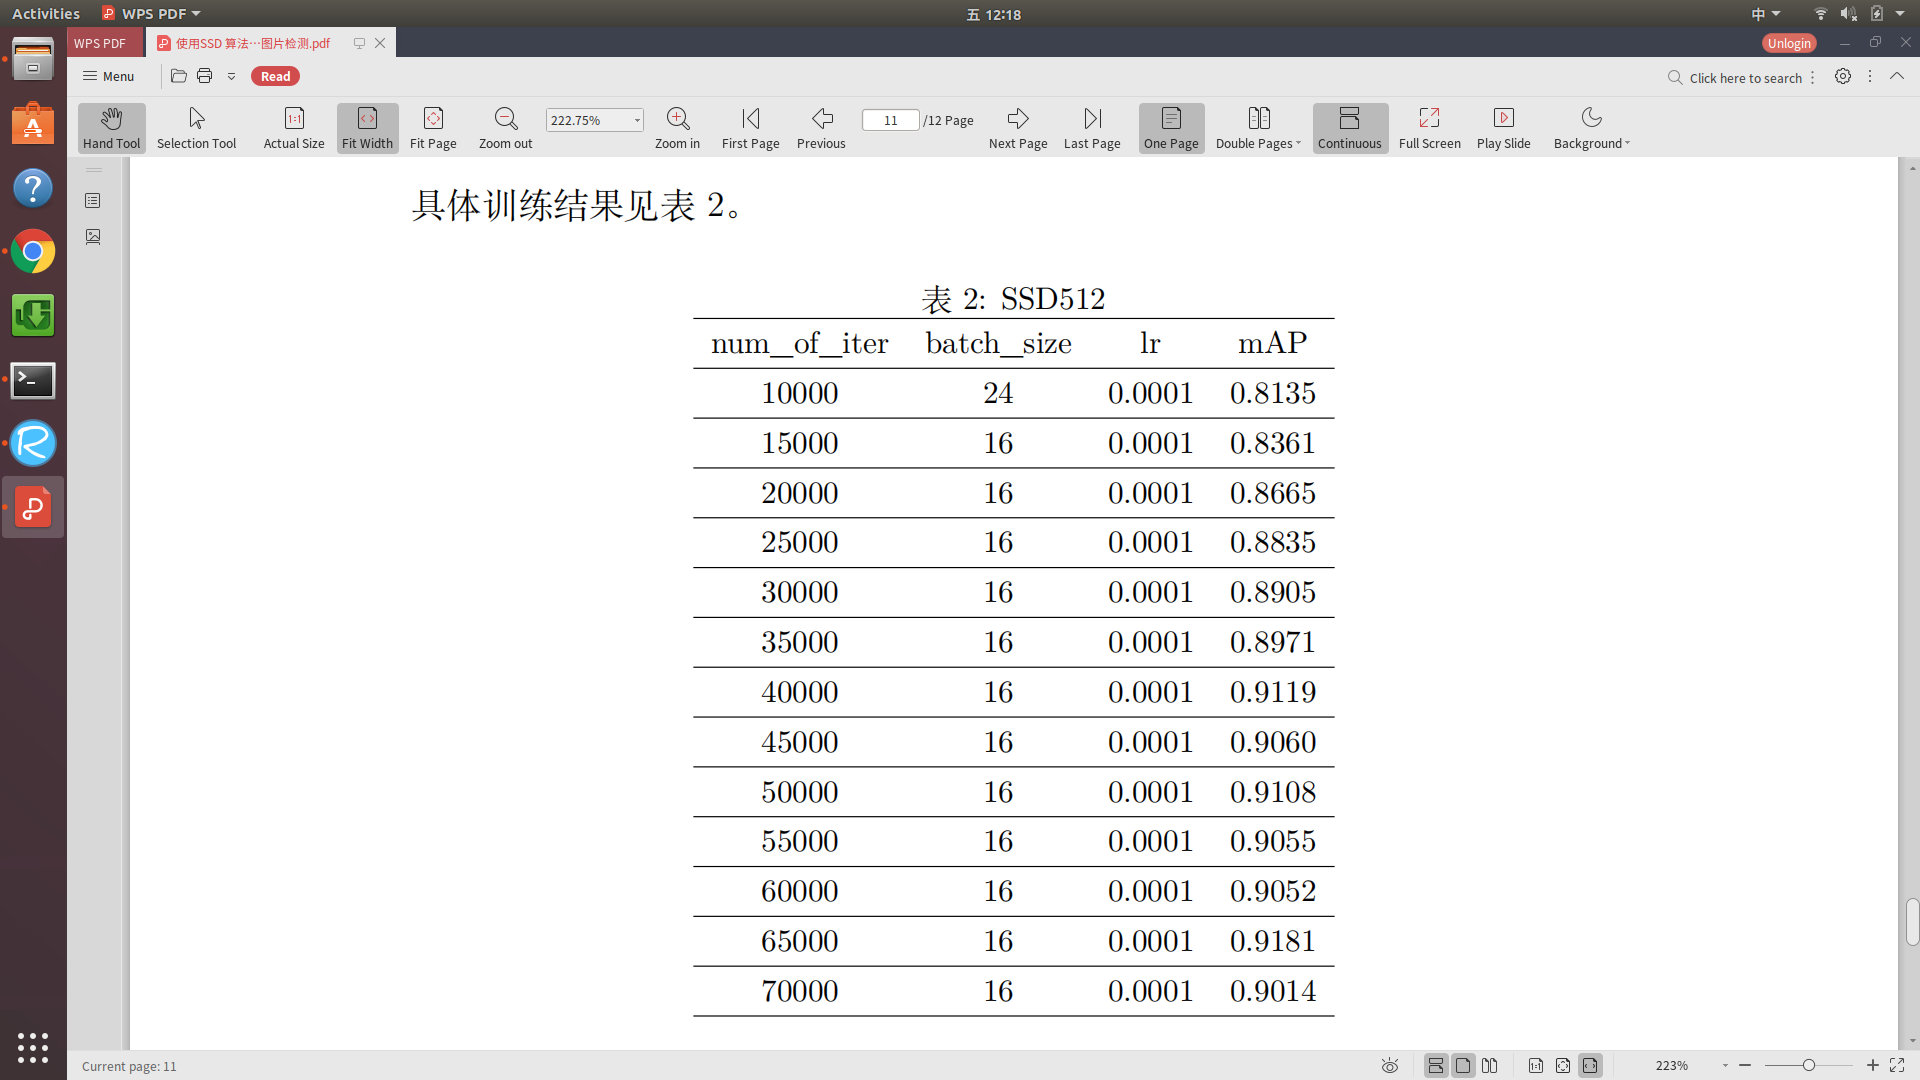 Activities WPS PDF 五 12:18 中
WPS PDF 使用SSD 算法…图片检测.pdf Unlogin
Menu Read Click here to search
Hand Tool Selection Tool Actual Size Fit Width Fit Page Zoom out 222.75% Zoom in First Page Previous 11 /12 Page Next Page Last Page One Page Double Pages Continuous Full Screen Play Slide Background
具体训练结果见表 2。
表 2: SSD512
num_of_iter batch_size lr mAP
10000 24 0.0001 0.8135
15000 16 0.0001 0.8361
20000 16 0.0001 0.8665
25000 16 0.0001 0.8835
30000 16 0.0001 0.8905
35000 16 0.0001 0.8971
40000 16 0.0001 0.9119
45000 16 0.0001 0.9060
50000 16 0.0001 0.9108
55000 16 0.0001 0.9055
60000 16 0.0001 0.9052
65000 16 0.0001 0.9181
70000 16 0.0001 0.9014
Current page: 11 223%